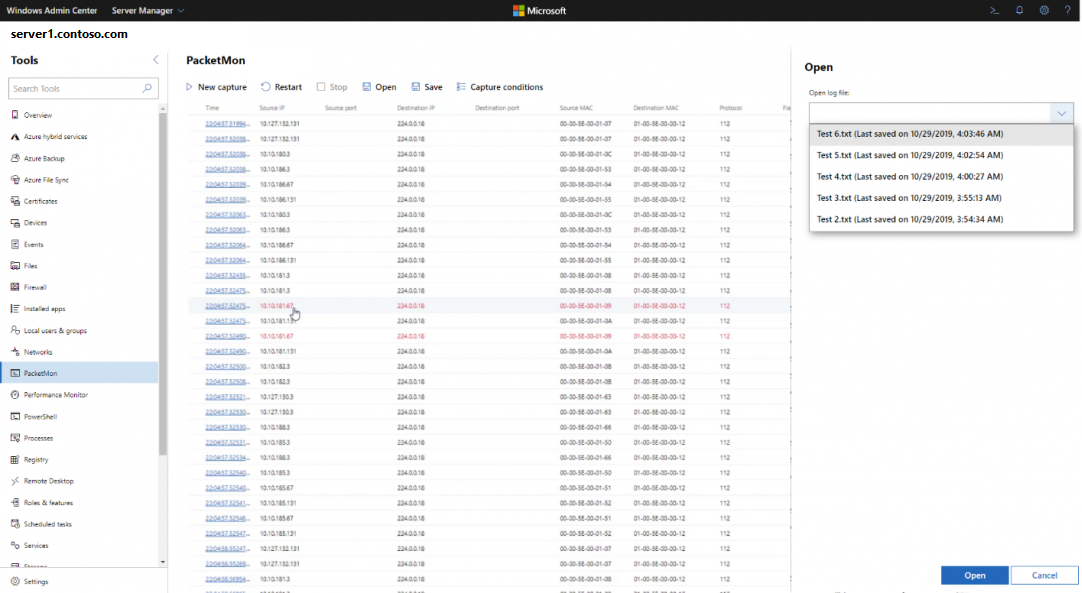 Windows Admin Center Server Manager Microsoft ?
server1.contoso.com
Tools
Search Tools
Overview
Azure hybrid services
Azure Backup
Azure File Sync
Certificates
Devices
Events
Files
Firewall
Installed apps
Local users & groups
Networks
PacketMon
Performance Monitor
PowerShell
Processes
Registry
Remote Desktop
Roles & features
Scheduled tasks
Services
Storage
Settings
PacketMon
New capture Restart Stop Open Save Capture conditions
Time Source IP Source port Destination IP Destination port Source MAC Destination MAC Protocol
22:04:57.51994... 10.127.132.131 224.0.0.18 00-00-5E-00-01-07 01-00-5E-00-00-12 112
22:04:57.52038... 10.127.132.131 224.0.0.18 00-00-5E-00-01-07 01-00-5E-00-00-12 112
22:04:57.52038... 10.10.180.3 224.0.0.18 00-00-5E-00-01-0C 01-00-5E-00-00-12 112
22:04:57.52038... 10.10.186.3 224.0.0.18 00-00-5E-00-01-53 01-00-5E-00-00-12 112
22:04:57.52039... 10.10.186.67 224.0.0.18 00-00-5E-00-01-54 01-00-5E-00-00-12 112
22:04:57.52039... 10.10.186.131 224.0.0.18 00-00-5E-00-01-55 01-00-5E-00-00-12 112
22:04:57.52063... 10.10.180.3 224.0.0.18 00-00-5E-00-01-0C 01-00-5E-00-00-12 112
22:04:57.52063... 10.10.186.3 224.0.0.18 00-00-5E-00-01-53 01-00-5E-00-00-12 112
22:04:57.52064... 10.10.186.67 224.0.0.18 00-00-5E-00-01-54 01-00-5E-00-00-12 112
22:04:57.52064... 10.10.186.131 224.0.0.18 00-00-5E-00-01-55 01-00-5E-00-00-12 112
22:04:57.52435... 10.10.181.3 224.0.0.18 00-00-5E-00-01-08 01-00-5E-00-00-12 112
22:04:57.52475... 10.10.181.3 224.0.0.18 00-00-5E-00-01-08 01-00-5E-00-00-12 112
22:04:57.52475... 10.10.181.67 224.0.0.18 00-00-5E-00-01-09 01-00-5E-00-00-12 112
22:04:57.52475... 224.0.0.18 00-00-5E-00-01-0A 01-00-5E-00-00-12 112
22:04:57.52490... 10.10.181.67 224.0.0.18 00-00-5E-00-01-09 01-00-5E-00-00-12 112
22:04:57.52490... 10.10.181.131 224.0.0.18 00-00-5E-00-01-0A 01-00-5E-00-00-12 112
22:04:57.52500... 10.10.182.3 224.0.0.18 00-00-5E-00-01-0B 01-00-5E-00-00-12 112
22:04:57.52508... 10.10.182.3 224.0.0.18 00-00-5E-00-01-0B 01-00-5E-00-00-12 112
22:04:57.52521... 10.127.130.3 224.0.0.18 00-00-5E-00-01-63 01-00-5E-00-00-12 112
22:04:57.52530... 10.127.130.3 224.0.0.18 00-00-5E-00-01-63 01-00-5E-00-00-12 112
22:04:57.52530... 10.10.188.3 224.0.0.18 00-00-5E-00-01-66 01-00-5E-00-00-12 112
22:04:57.52531... 10.10.185.3 224.0.0.18 00-00-5E-00-01-50 01-00-5E-00-00-12 112
22:04:57.52534... 10.10.188.3 224.0.0.18 00-00-5E-00-01-66 01-00-5E-00-00-12 112
22:04:57.52540... 10.10.185.3 224.0.0.18 00-00-5E-00-01-50 01-00-5E-00-00-12 112
22:04:57.52540... 10.10.185.67 224.0.0.18 00-00-5E-00-01-51 01-00-5E-00-00-12 112
22:04:57.52541... 10.10.185.131 224.0.0.18 00-00-5E-00-01-52 01-00-5E-00-00-12 112
22:04:57.52546... 10.10.185.67 224.0.0.18 00-00-5E-00-01-51 01-00-5E-00-00-12 112
22:04:57.52547... 10.10.185.131 224.0.0.18 00-00-5E-00-01-52 01-00-5E-00-00-12 112
22:04:58.55247... 10.127.132.131 224.0.0.18 00-00-5E-00-01-07 01-00-5E-00-00-12 112
22:04:58.55269... 10.127.132.131 224.0.0.18 00-00-5E-00-01-07 01-00-5E-00-00-12 112
22:04:58.56954... 10.10.181.3 224.0.0.18 00-00-5E-00-01-08 01-00-5E-00-00-12 112
Open
Open log file:
Test 6.txt (Last saved on 10/29/2019, 4:03:46 AM)
Test 5.txt (Last saved on 10/29/2019, 4:02:54 AM)
Test 4.txt (Last saved on 10/29/2019, 4:00:27 AM)
Test 3.txt (Last saved on 10/29/2019, 3:55:13 AM)
Test 2.txt (Last saved on 10/29/2019, 3:54:34 AM)
Open Cancel